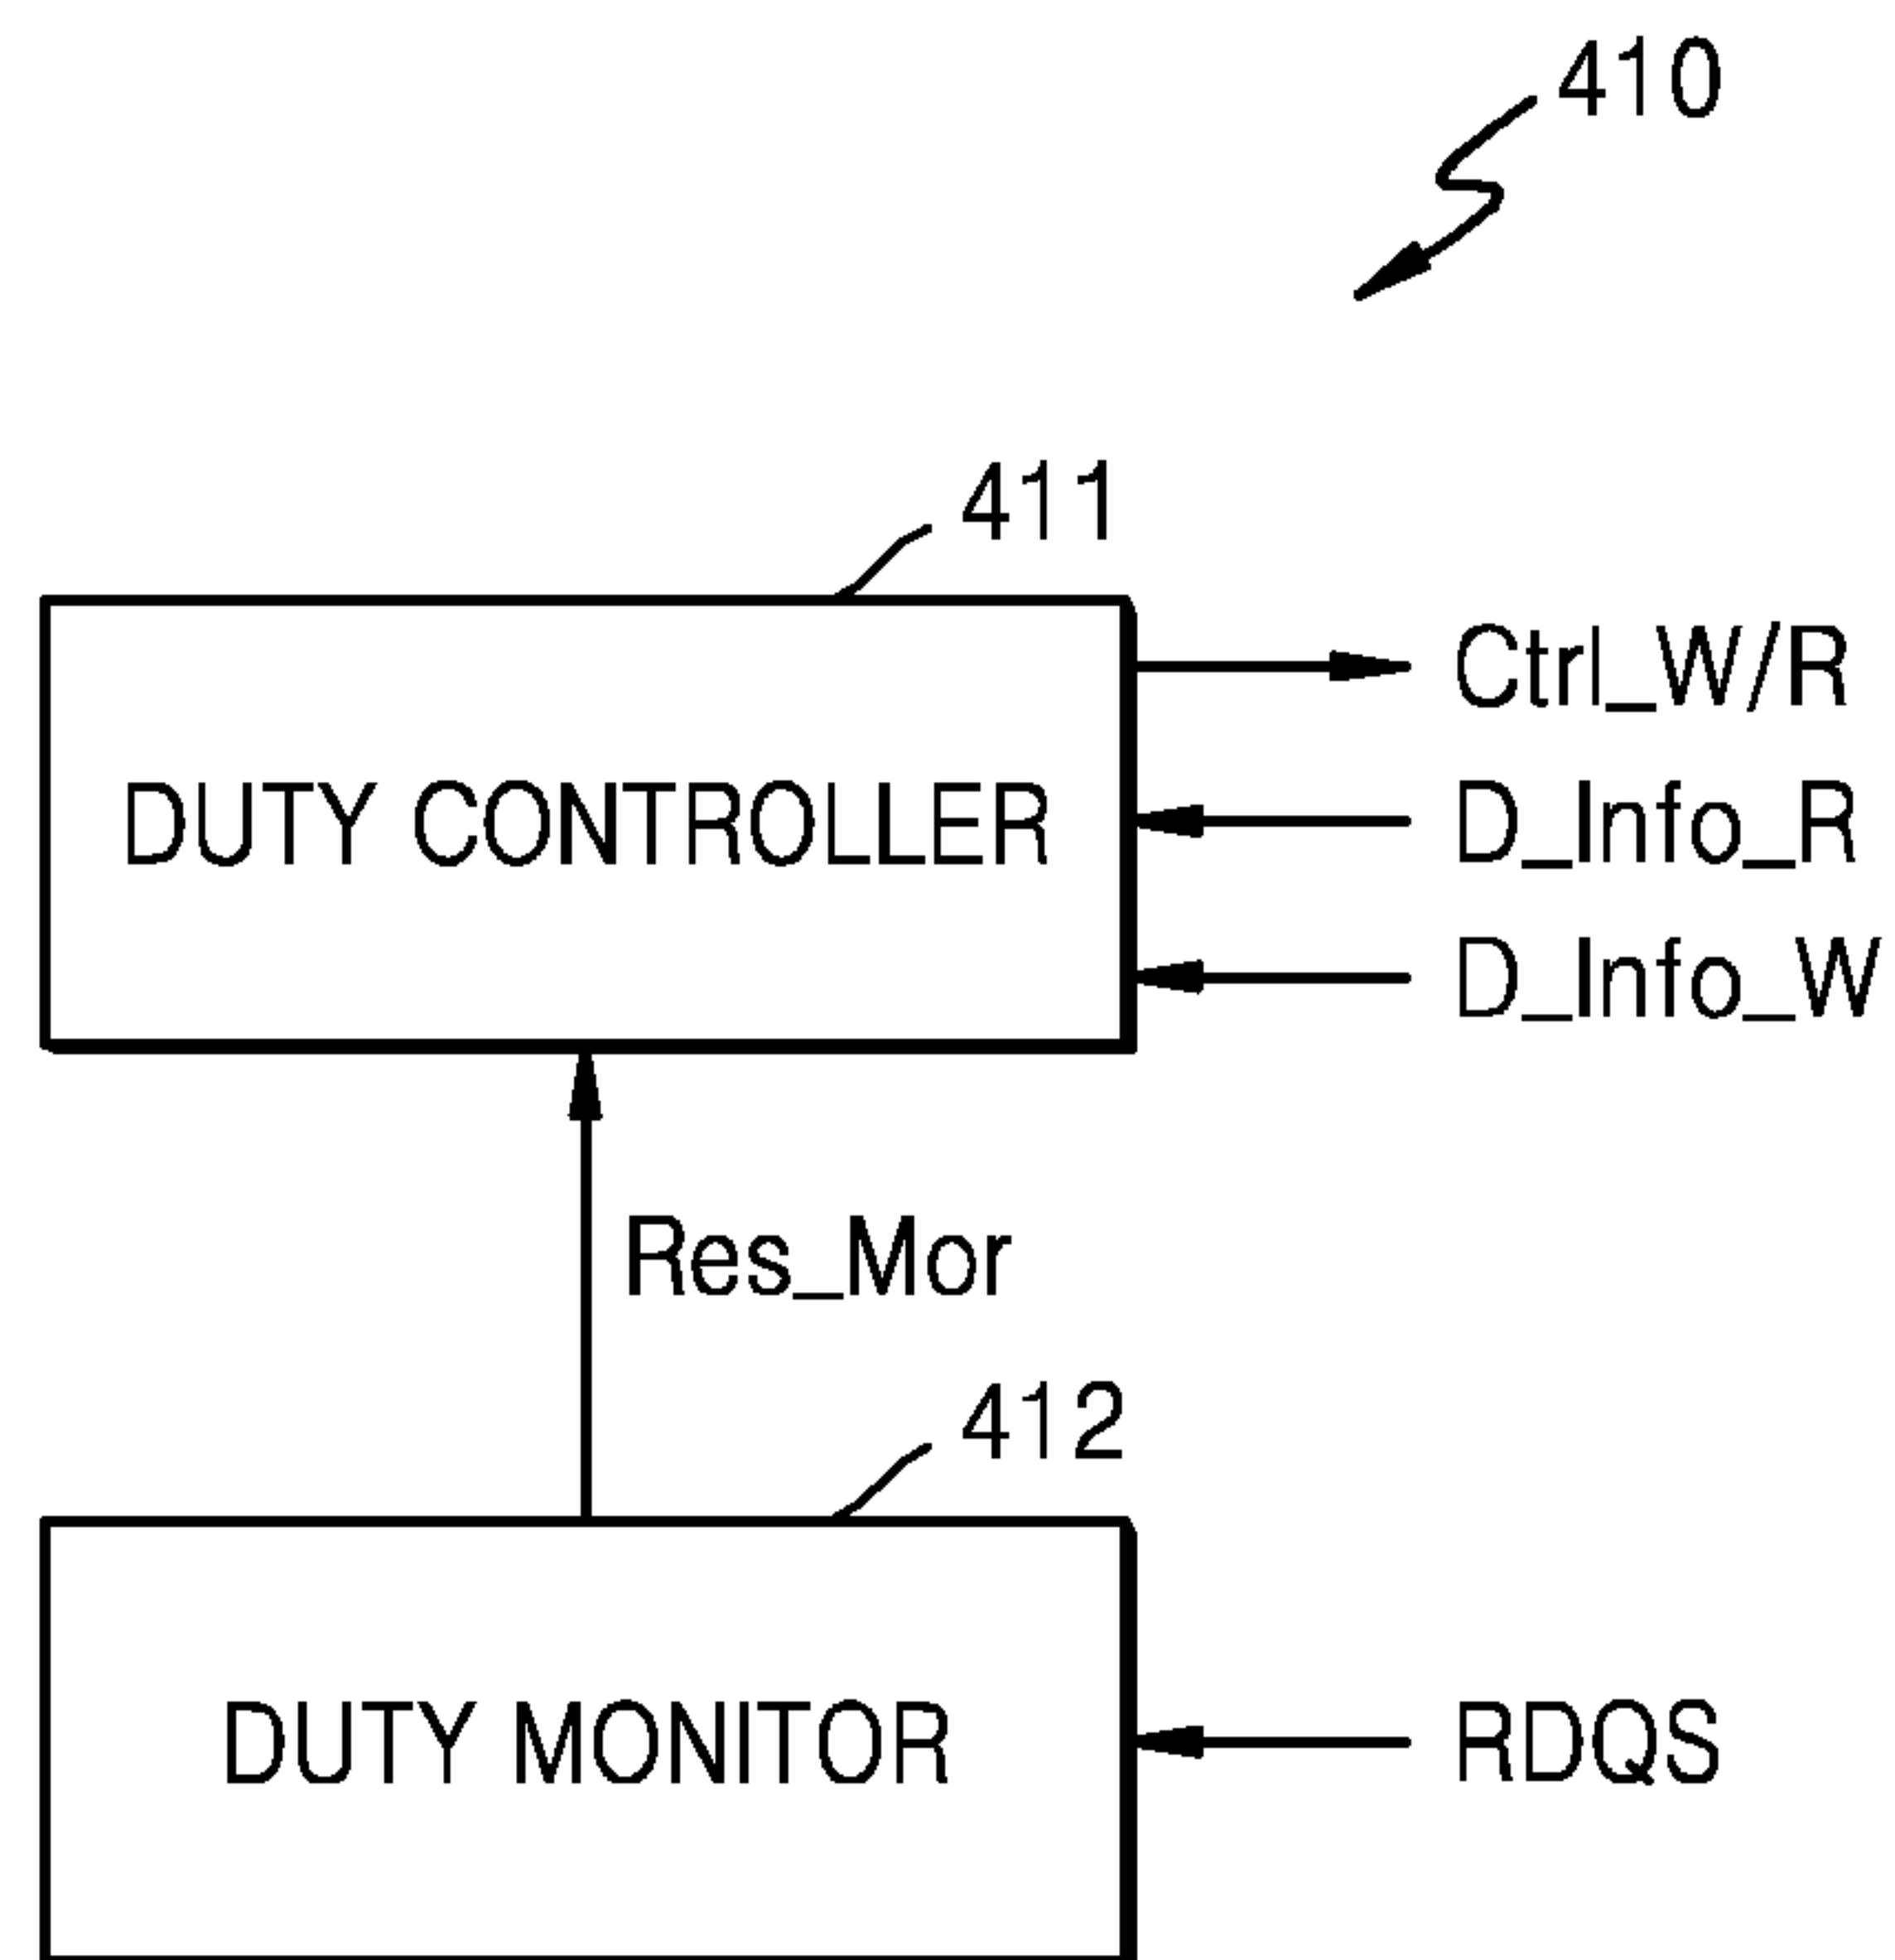 410
411
Ctrl_W/R
DUTY CONTROLLER
D_Info_R
D_Info_W
Res_Mor
412
DUTY MONITOR
RDQS